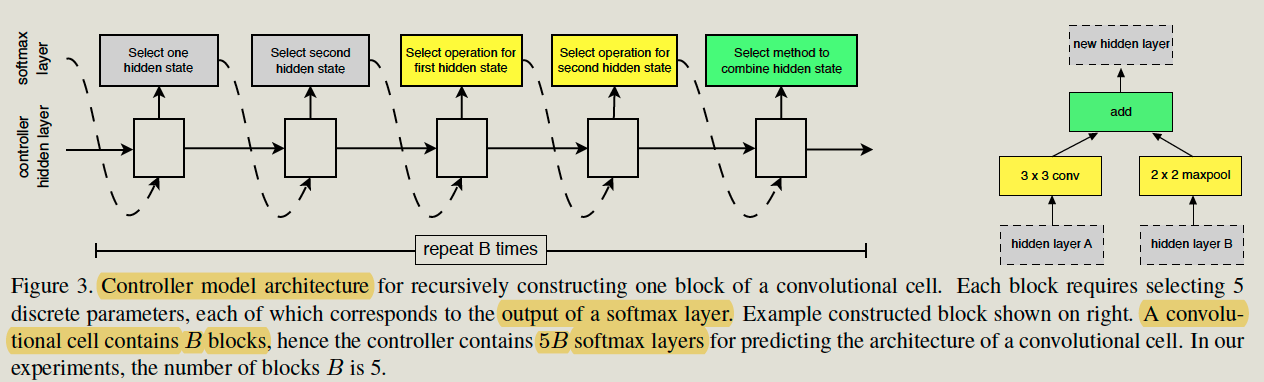 softmax
layer
controller
hidden layer
Select one
hidden state
Select second
hidden state
Select operation for
first hidden state
Select operation for
second hidden state
Select method to
combine hidden state
repeat B times
new hidden layer
add
3 x 3 conv
2 x 2 maxpool
hidden layer A
hidden layer B
Figure 3. Controller model architecture for recursively constructing one block of a convolutional cell. Each block requires selecting 5
discrete parameters, each of which corresponds to the output of a softmax layer. Example constructed block shown on right. A convolu-
tional cell contains B blocks, hence the controller contains 5B softmax layers for predicting the architecture of a convolutional cell. In our
experiments, the number of blocks B is 5.